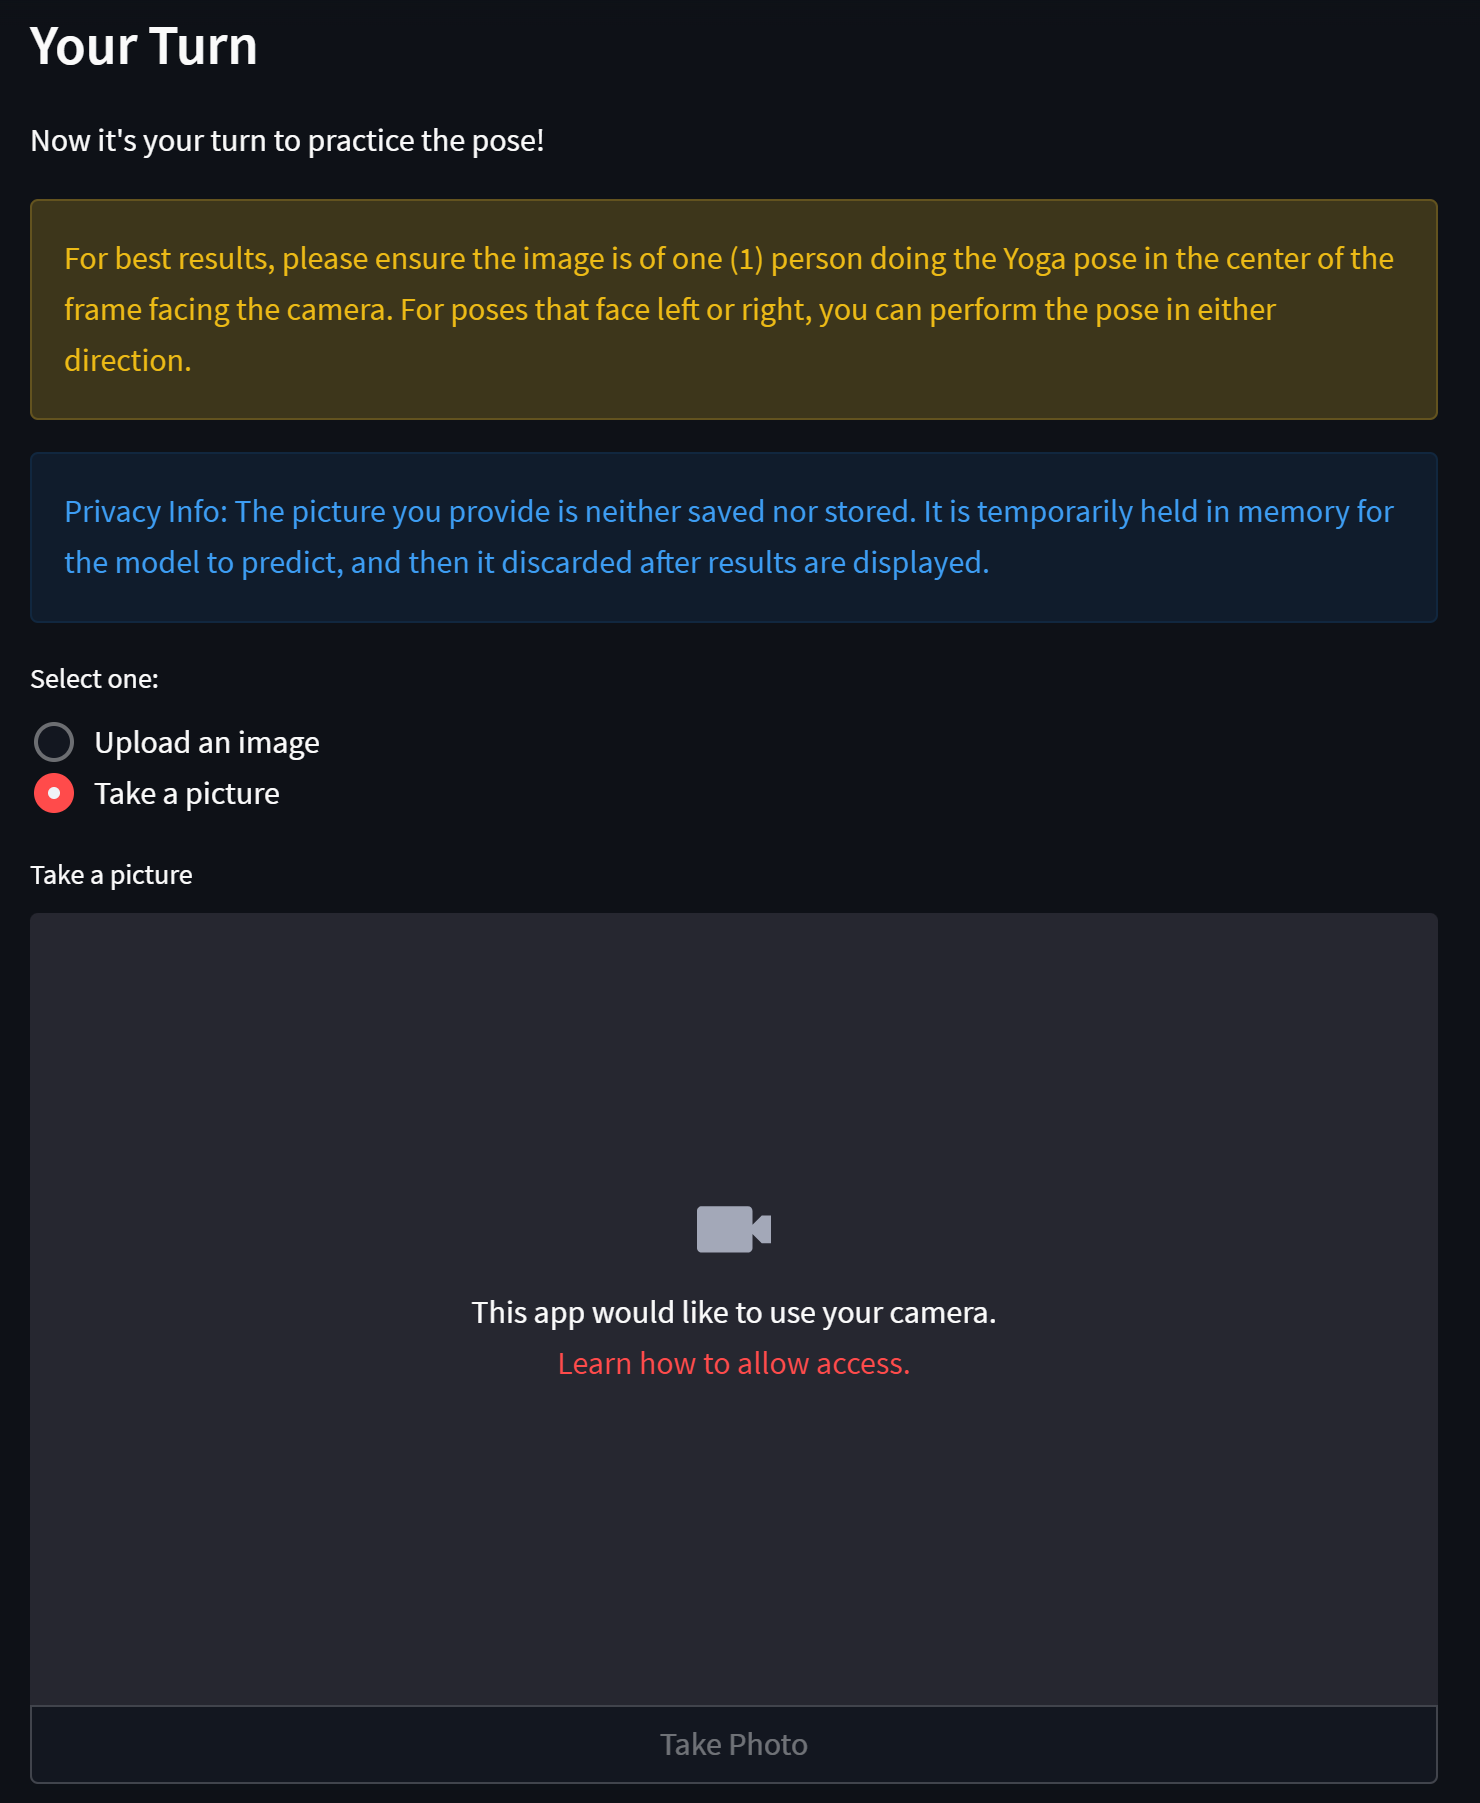 Your Turn
Now it's your turn to practice the pose!
For best results, please ensure the image is of one (1) person doing the Yoga pose in the center of the
frame facing the camera. For poses that face left or right, you can perform the pose in either
direction.
Privacy Info: The picture you provide is neither saved nor stored. It is temporarily held in memory for
the model to predict, and then it discarded after results are displayed.
Select one:
Upload an image
Take a picture
Take a picture
This app would like to use your camera.
Learn how to allow access.
Take Photo